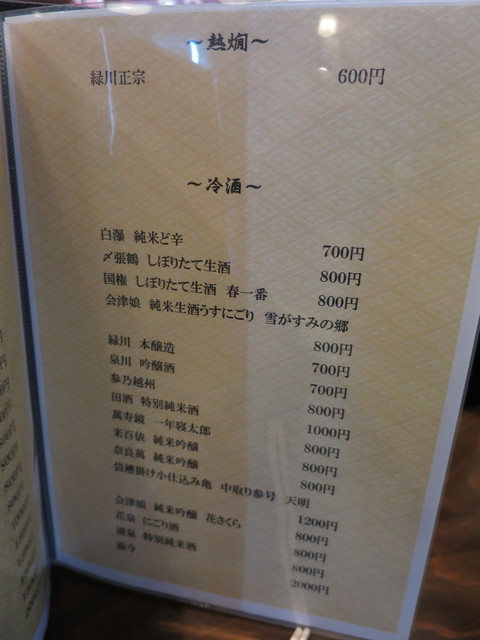 ～熱燗～
緑川正宗 600円
～冷酒～
白瀑 純米ど辛 700円
〆張鶴 しぼりたて生酒 800円
国権 しぼりたて生酒 春一番 800円
会津娘 純米生酒うすにごり 雪がすみの郷
800円
緑川 本醸造 700円
泉川 吟醸酒 700円
参乃越州 800円
田酒 特別純米酒 1000円
萬寿鏡 一年寝太郎 800円
米百俵 純米吟醸 800円
奈良萬 純米吟醸 800円
袋槽掛け小仕込み亀 中取り参号 天明
1200円
会津娘 純米吟醸 花さくら 800円
花泉 にごり酒 800円
清泉 特別純米酒 800円
而今 2000円